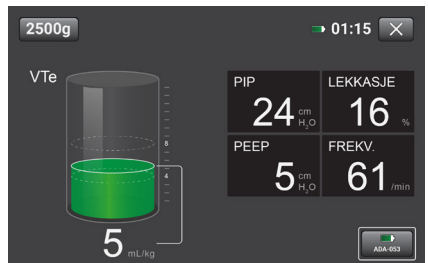 2500g
01:15
VTe
8
4
5 mL/kg
PIP
24 cm H₂O
LEKKASJE
16 %
PEEP
5 cm H₂O
FREKV.
61 /min
ADA-053